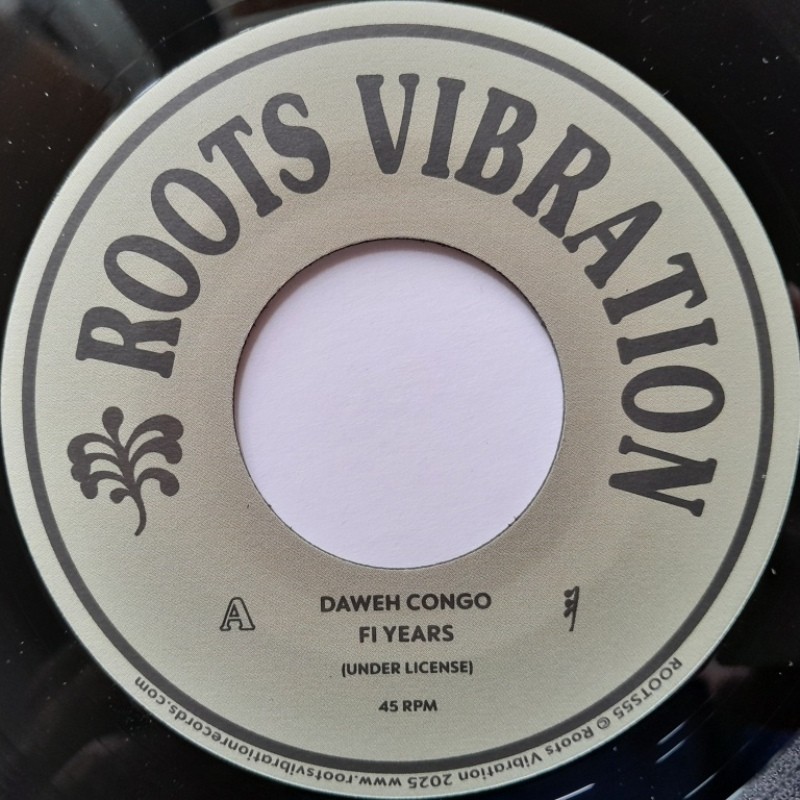 ROOTS VIBRATION
A
DAWEH CONGO
FI YEARS
(UNDER LICENSE)
45 RPM
ROOTS55 © Roots Vibration 2025 www.rootsvibrationrecords.com